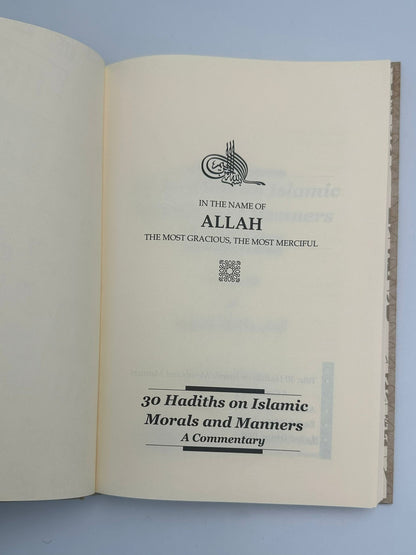 IN THE NAME OF
ALLAH
THE MOST GRACIOUS, THE MOST MERCIFUL
30 Hadiths on Islamic
Morals and Manners
A Commentary